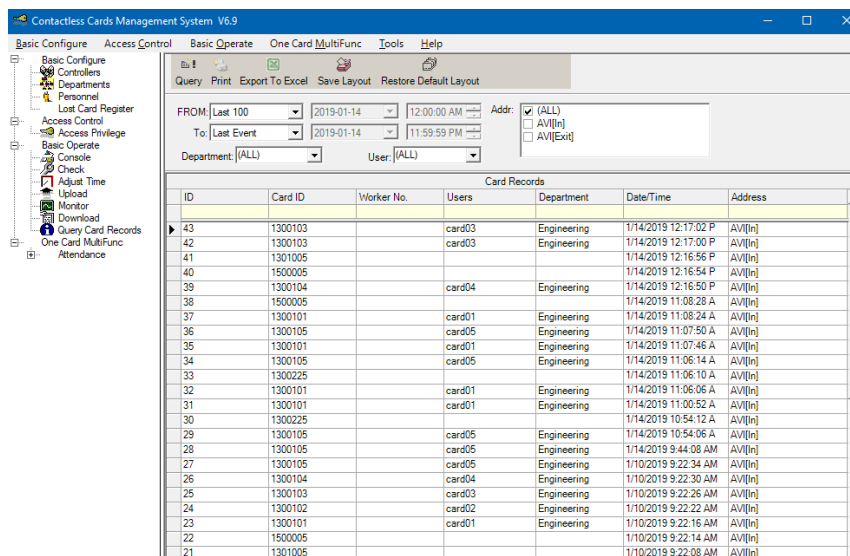 Contactless Cards Management System V6.9
Basic Configure Access Control Basic Operate One Card MultiFunc Tools Help
Basic Configure
Controllers
Departments
Personnel
Lost Card Register
Access Control
Access Privilege
Basic Operate
Console
Check
Adjust Time
Upload
Monitor
Download
Query Card Records
One Card MultiFunc
Attendance
Query Print Export To Excel Save Layout Restore Default Layout
FROM: Last 100 2019-01-14 12:00:00 AM Addr: (ALL)
AVI[In]
To: Last Event 2019-01-14 11:59:59 PM AVI[Exit]
Department: (ALL) User: (ALL)
Card Records
ID Card ID Worker No. Users Department Date/Time Address
43 1300103 card03 Engineering 1/14/2019 12:17:02 P AVI[In]
42 1300103 card03 Engineering 1/14/2019 12:17:00 P AVI[In]
41 1301005 1/14/2019 12:16:56 P AVI[In]
40 1500005 1/14/2019 12:16:54 P AVI[In]
39 1300104 card04 Engineering 1/14/2019 12:16:50 P AVI[In]
38 1500005 1/14/2019 11:08:28 A AVI[In]
37 1300101 card01 Engineering 1/14/2019 11:08:24 A AVI[In]
36 1300105 card05 Engineering 1/14/2019 11:07:50 A AVI[In]
35 1300101 card01 Engineering 1/14/2019 11:07:46 A AVI[In]
34 1300105 card05 Engineering 1/14/2019 11:06:14 A AVI[In]
33 1300225 1/14/2019 11:06:10 A AVI[In]
32 1300101 card01 Engineering 1/14/2019 11:06:06 A AVI[In]
31 1300101 card01 Engineering 1/14/2019 11:00:52 A AVI[In]
30 1300225 1/14/2019 10:54:12 A AVI[In]
29 1300105 card05 Engineering 1/14/2019 10:54:06 A AVI[In]
28 1300105 card05 Engineering 1/14/2019 9:44:08 AM AVI[In]
27 1300105 card05 Engineering 1/10/2019 9:22:34 AM AVI[In]
26 1300104 card04 Engineering 1/10/2019 9:22:30 AM AVI[In]
25 1300103 card03 Engineering 1/10/2019 9:22:26 AM AVI[In]
24 1300102 card02 Engineering 1/10/2019 9:22:22 AM AVI[In]
23 1300101 card01 Engineering 1/10/2019 9:22:16 AM AVI[In]
22 1500005 1/10/2019 9:22:14 AM AVI[In]
21 1301005 1/10/2019 9:22:08 AM AVI[In]